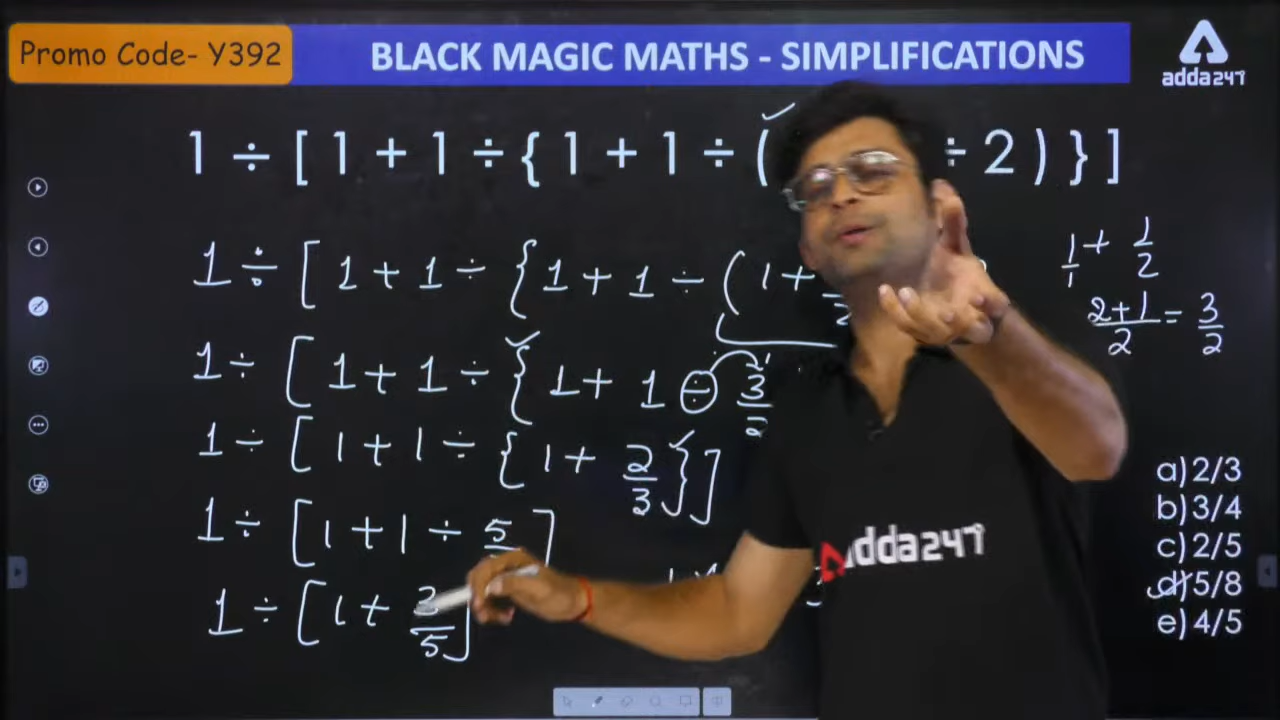 Promo Code- Y392
BLACK MAGIC MATHS - SIMPLIFICATIONS
adda247
1 ÷ [ 1 + 1 ÷ { 1 + 1 ÷ ( ÷ 2 ) } ]
1 ÷ [ 1 + 1 ÷ { 1 + 1 ÷ ( 1 +
1/1 + 1/2
2+1/2 = 3/2
1 ÷ [ 1 + 1 ÷ { 1 + 1 ÷ 3/2
1 ÷ [ 1 + 1 ÷ { 1 + 2/3 } ]
1 ÷ [ 1 + 1 ÷ 5 ]
1 ÷ [ 1 + 3/5 ]
a) 2/3
b) 3/4
c) 2/5
d) 5/8
e) 4/5
adda247